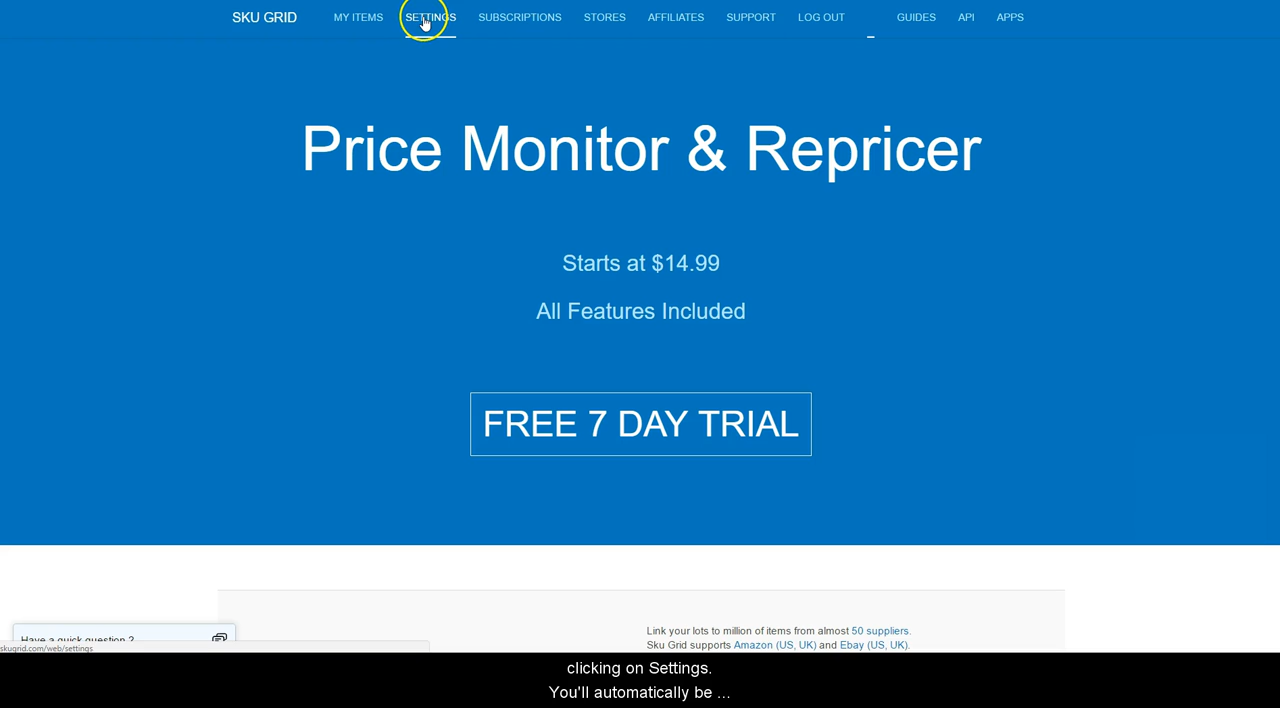 SKU GRID MY ITEMS SETTINGS SUBSCRIPTIONS STORES AFFILIATES SUPPORT LOG OUT GUIDES API APPS
Price Monitor & Repricer
Starts at $14.99
All Features Included
FREE 7 DAY TRIAL
Link your lots to million of items from almost 50 suppliers.
Have a quick question ?
Sku Grid supports Amazon (US, UK) and Ebay (US, UK).
skugrid.com/web/settings
clicking on Settings.
You'll automatically be ...